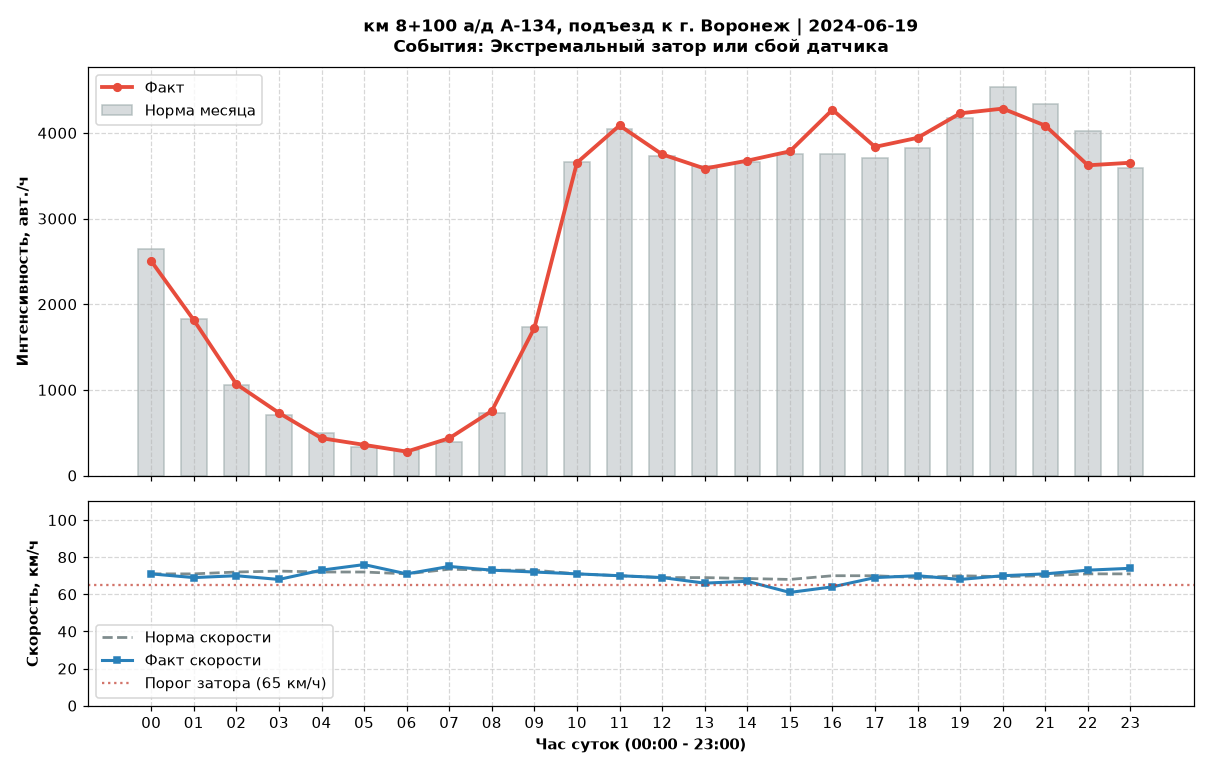 км 8+100 а/д А-134, подъезд к г. Воронеж | 2024-06-19
События: Экстремальный затор или сбой датчика
Факт
Норма месяца
Интенсивность, авт./ч
4000
3000
2000
1000
0
Скорость, км/ч
100
80
60
40
20
0
Норма скорости
Факт скорости
Порог затора (65 км/ч)
00 01 02 03 04 05 06 07 08 09 10 11 12 13 14 15 16 17 18 19 20 21 22 23
Час суток (00:00 - 23:00)